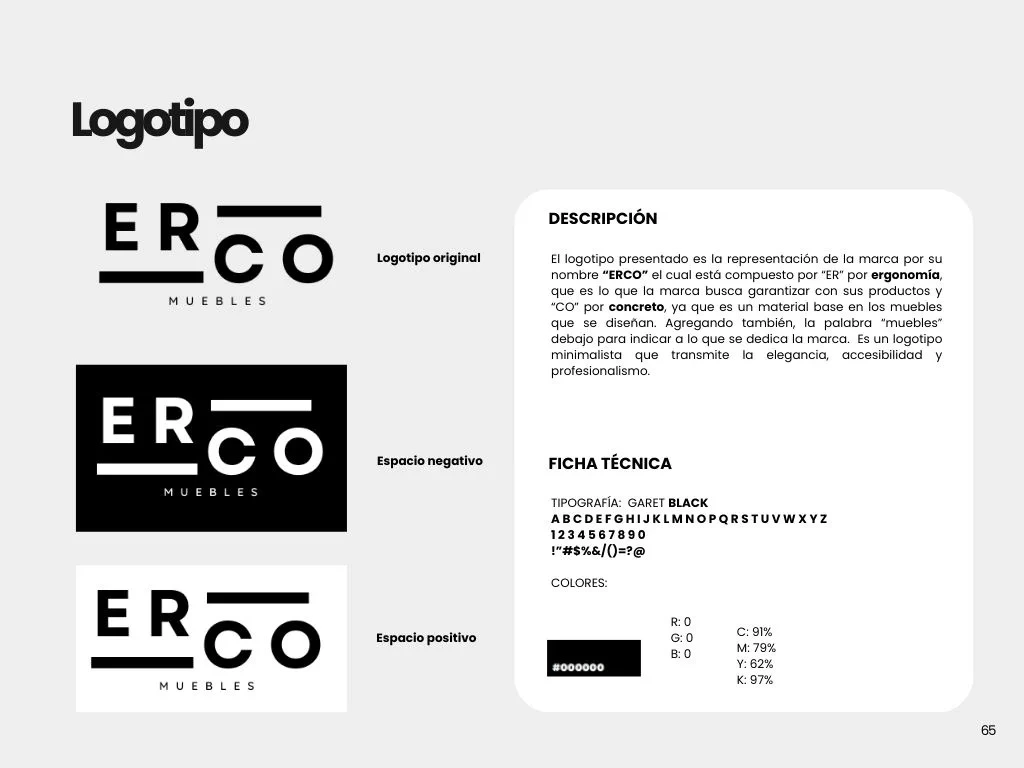 Logotipo
ER
CO
MUEBLES
Logotipo original
ER
CO
MUEBLES
Espacio negativo
ER
CO
MUEBLES
Espacio positivo
DESCRIPCIÓN
El logotipo presentado es la representación de la marca por su
nombre “ERCO” el cual está compuesto por “ER” por ergonomía,
que es lo que la marca busca garantizar con sus productos y
“CO” por concreto, ya que es un material base en los muebles
que se diseñan. Agregando también, la palabra “muebles”
debajo para indicar a lo que se dedica la marca. Es un logotipo
minimalista que transmite la elegancia, accesibilidad y
profesionalismo.
FICHA TÉCNICA
TIPOGRAFÍA: GARET BLACK
A B C D E F G H I J K L M N O P Q R S T U V W X Y Z
1 2 3 4 5 6 7 8 9 0
!”#$%&/()=?@
COLORES:
#000000
R: 0
G: 0
B: 0
C: 91%
M: 79%
Y: 62%
K: 97%
65